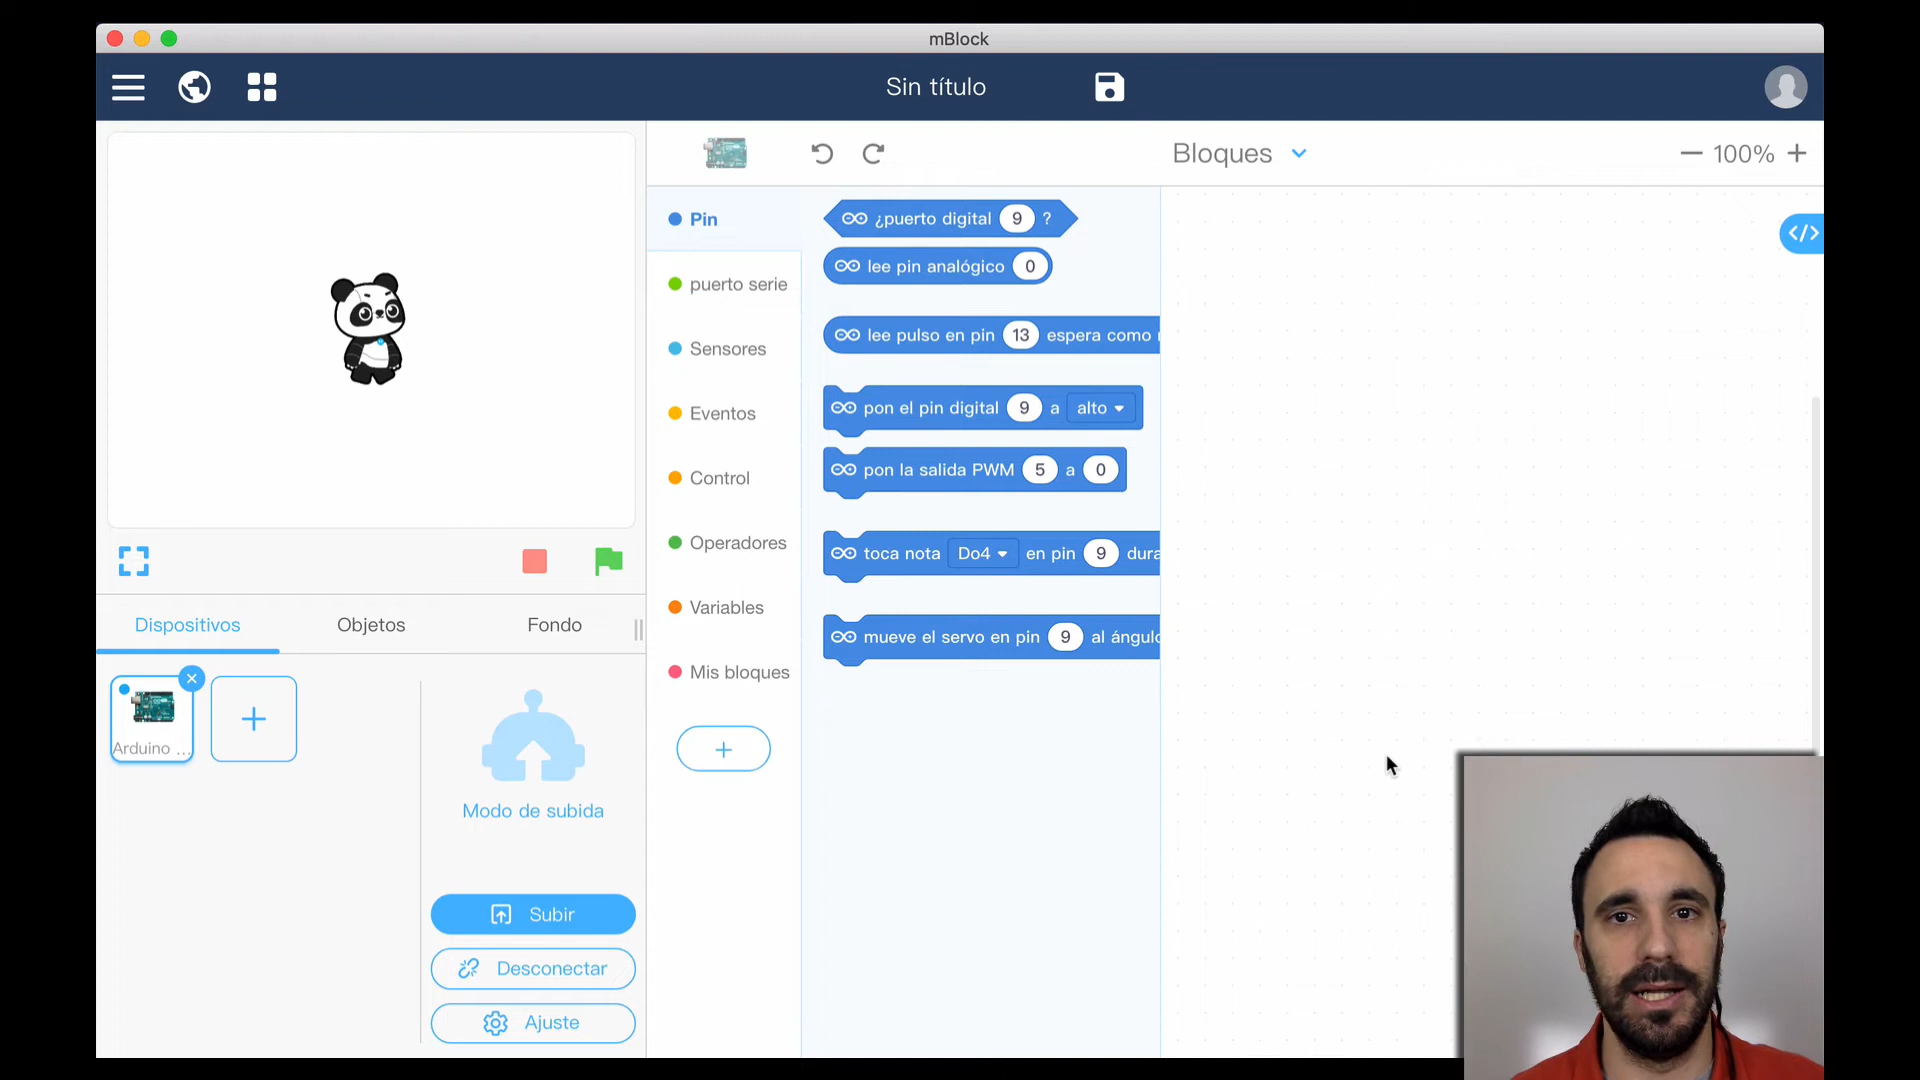 mBlock
Sin título
Bloques
100%
Pin
puerto serie
Sensores
Eventos
Control
Operadores
Variables
Mis bloques
¿puerto digital 9 ?
lee pin analógico 0
lee pulso en pin 13 espera como
pon el pin digital 9 a alto
pon la salida PWM 5 a 0
toca nota Do4 en pin 9 dura
mueve el servo en pin 9 al ángulo
Dispositivos
Objetos
Fondo
Arduino ...
Modo de subida
Subir
Desconectar
Ajuste